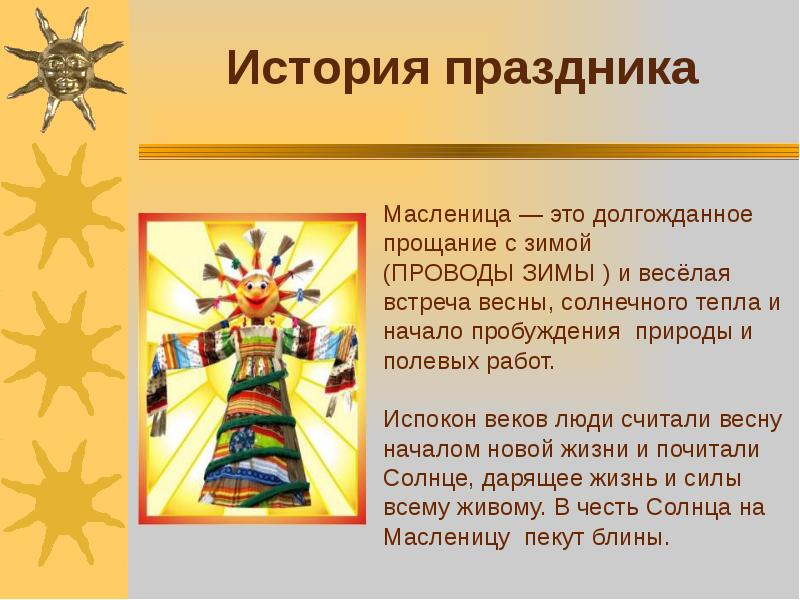 История праздника
Масленица — это долгожданное
прощание с зимой
(ПРОВОДЫ ЗИМЫ ) и весёлая
встреча весны, солнечного тепла и
начало пробуждения  природы и
полевых работ.
Испокон веков люди считали весну
началом новой жизни и почитали
Солнце, дарящее жизнь и силы
всему живому. В честь Солнца на
Масленицу  пекут блины.